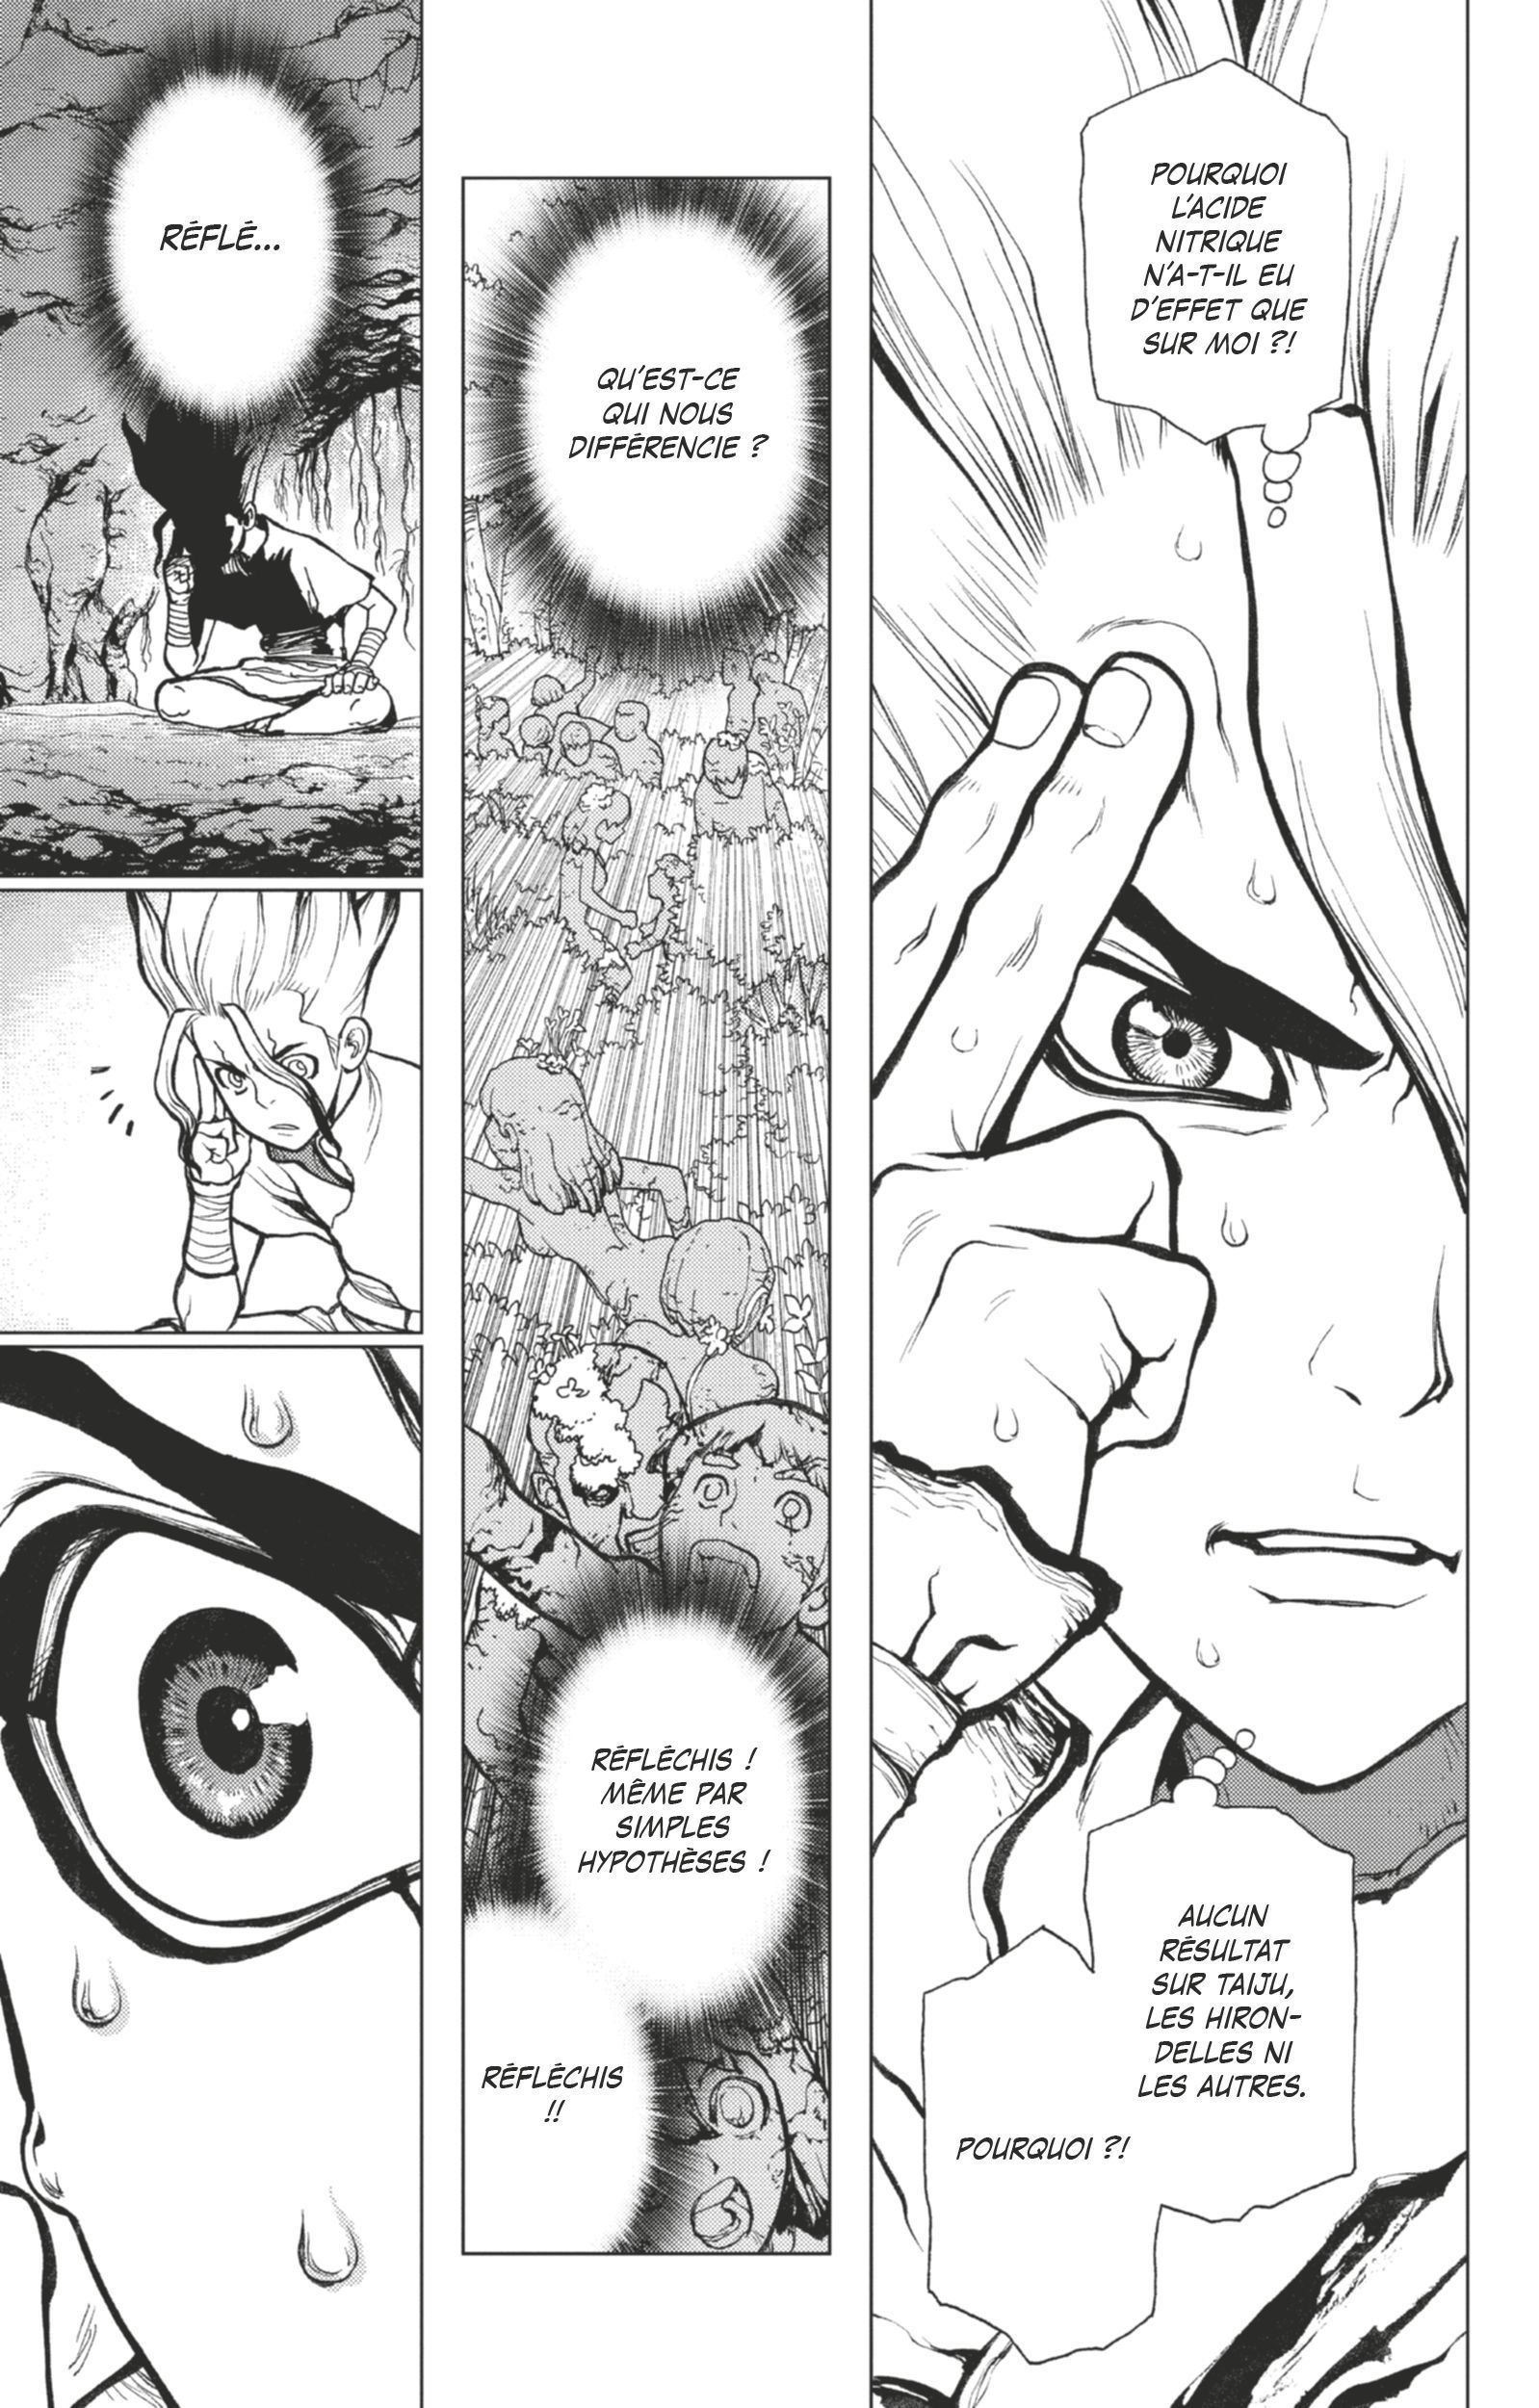 POURQUOI
L'ACIDE
NITRIQUE
N'A-T-IL EU
D'EFFET QUE
SUR MOI ?!
AUCUN
RÉSULTAT
SUR TAIJU,
LES HIRON-
DELLES NI
LES AUTRES.
POURQUOI ?!
QU'EST-CE
QUI NOUS
DIFFÉRENCIE ?
RÉFLÉCHIS !
MÊME PAR
SIMPLES
HYPOTHÈSES !
RÉFLÉCHIS
!!
RÉFLÉ...